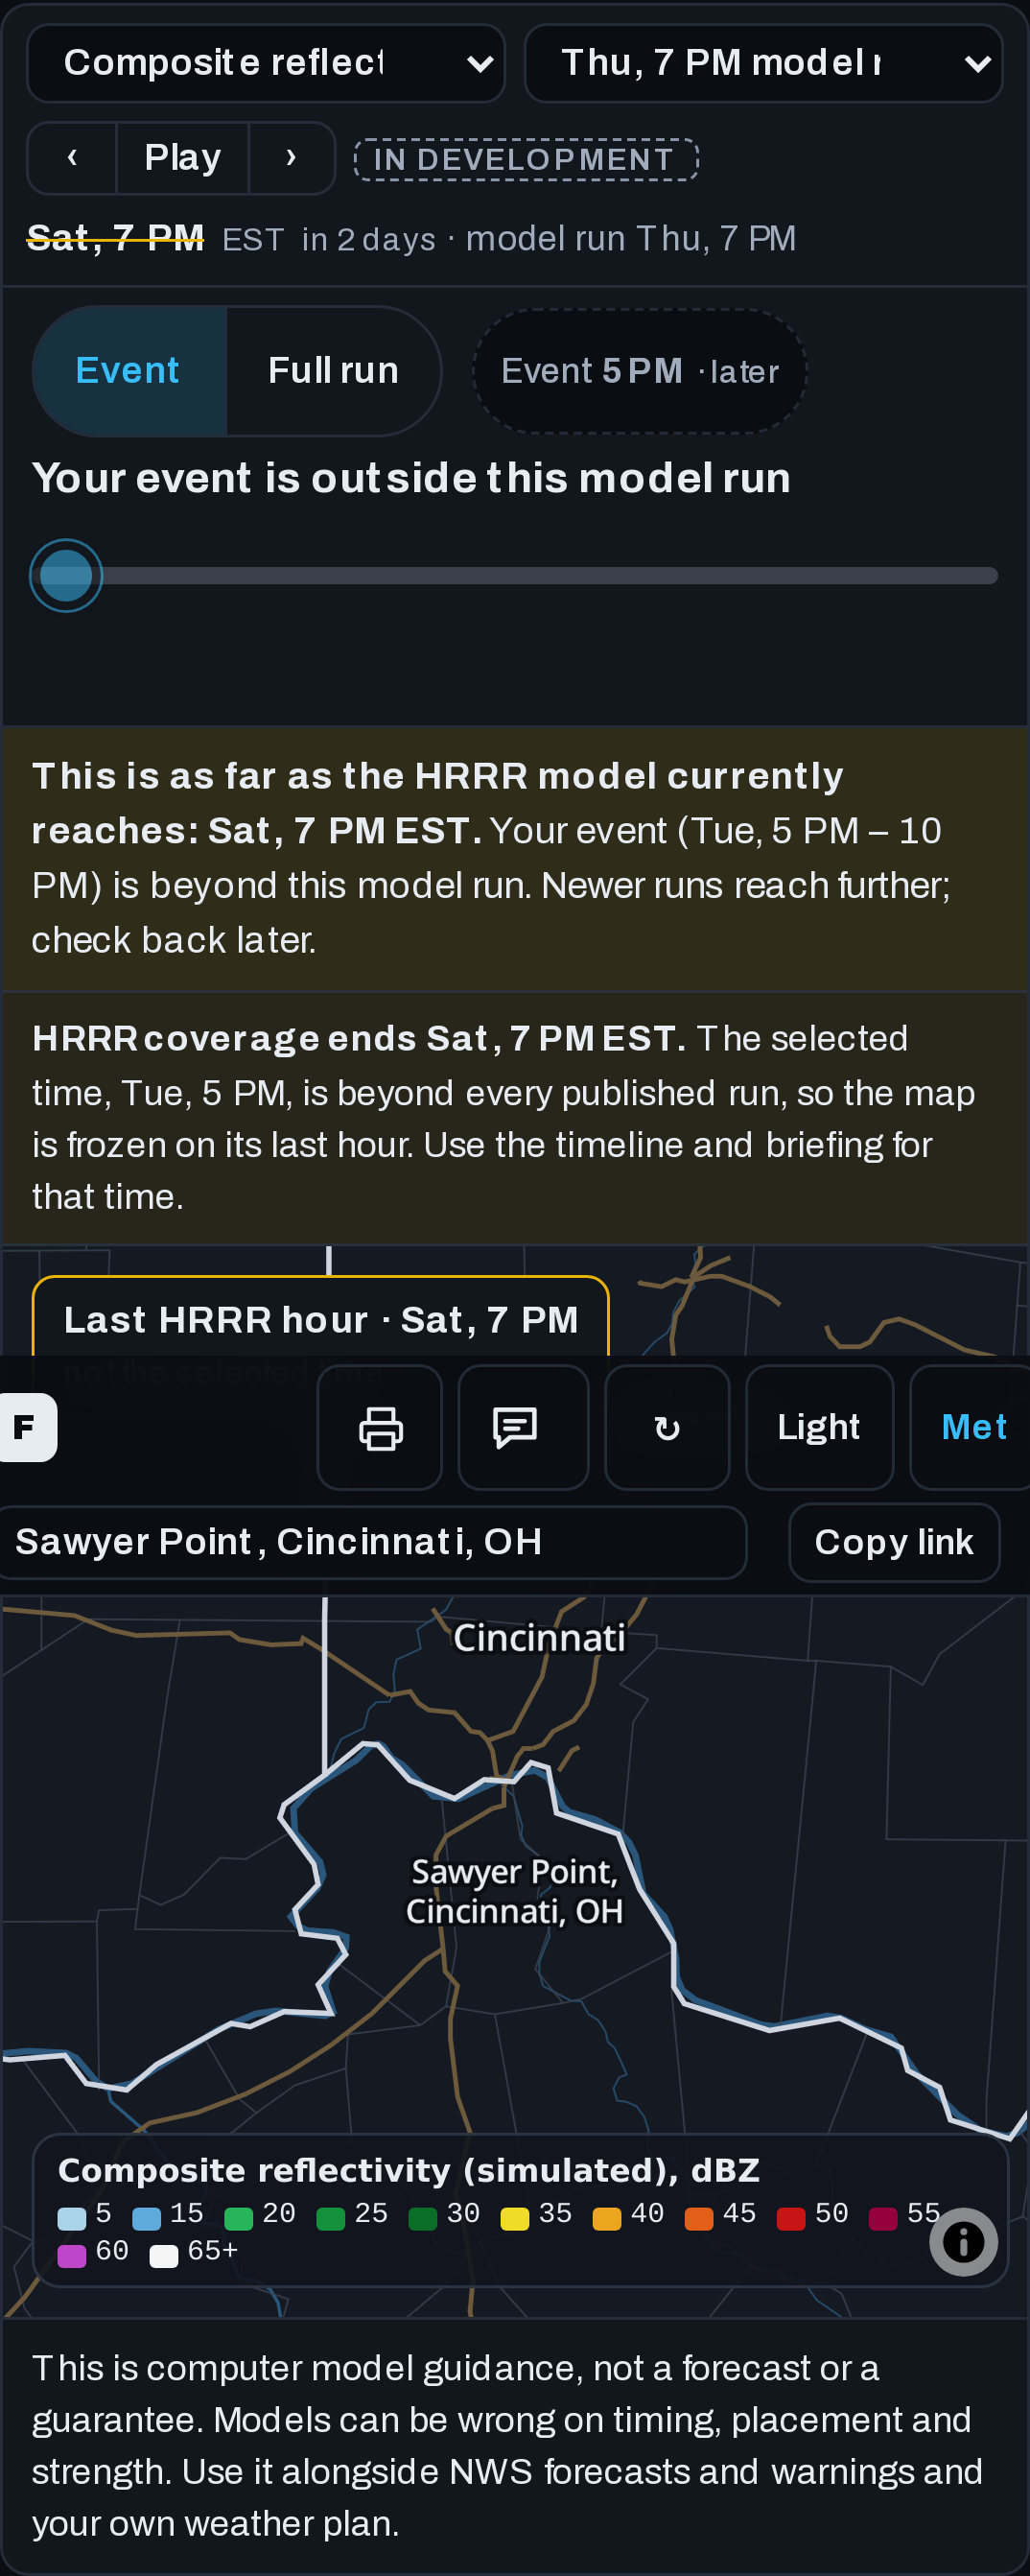 Composite reflect
Thu, 7 PM model r
‹ Play › IN DEVELOPMENT
Sat, 7 PM EST in 2 days · model run Thu, 7 PM
Event Full run Event 5 PM · later
Your event is outside this model run
This is as far as the HRRR model currently
reaches: Sat, 7 PM EST. Your event (Tue, 5 PM – 10
PM) is beyond this model run. Newer runs reach further;
check back later.
HRRR coverage ends Sat, 7 PM EST. The selected
time, Tue, 5 PM, is beyond every published run, so the map
is frozen on its last hour. Use the timeline and briefing for
that time.
Last HRRR hour · Sat, 7 PM
not the selected time
F Light Met
Sawyer Point, Cincinnati, OH Copy link
Cincinnati
Sawyer Point,
Cincinnati, OH
Composite reflectivity (simulated), dBZ
5 15 20 25 30 35 40 45 50 55
60 65+
This is computer model guidance, not a forecast or a
guarantee. Models can be wrong on timing, placement and
strength. Use it alongside NWS forecasts and warnings and
your own weather plan.